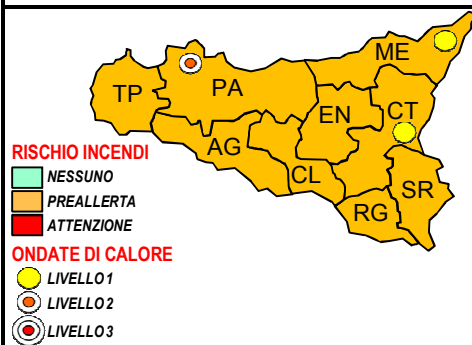 ME
TP
PA
EN
CT
AG
CL
SR
RG
RISCHIO INCENDI
NESSUNO
PREALLERTA
ATTENZIONE
ONDATE DI CALORE
LIVELLO 1
LIVELLO 2
LIVELLO 3